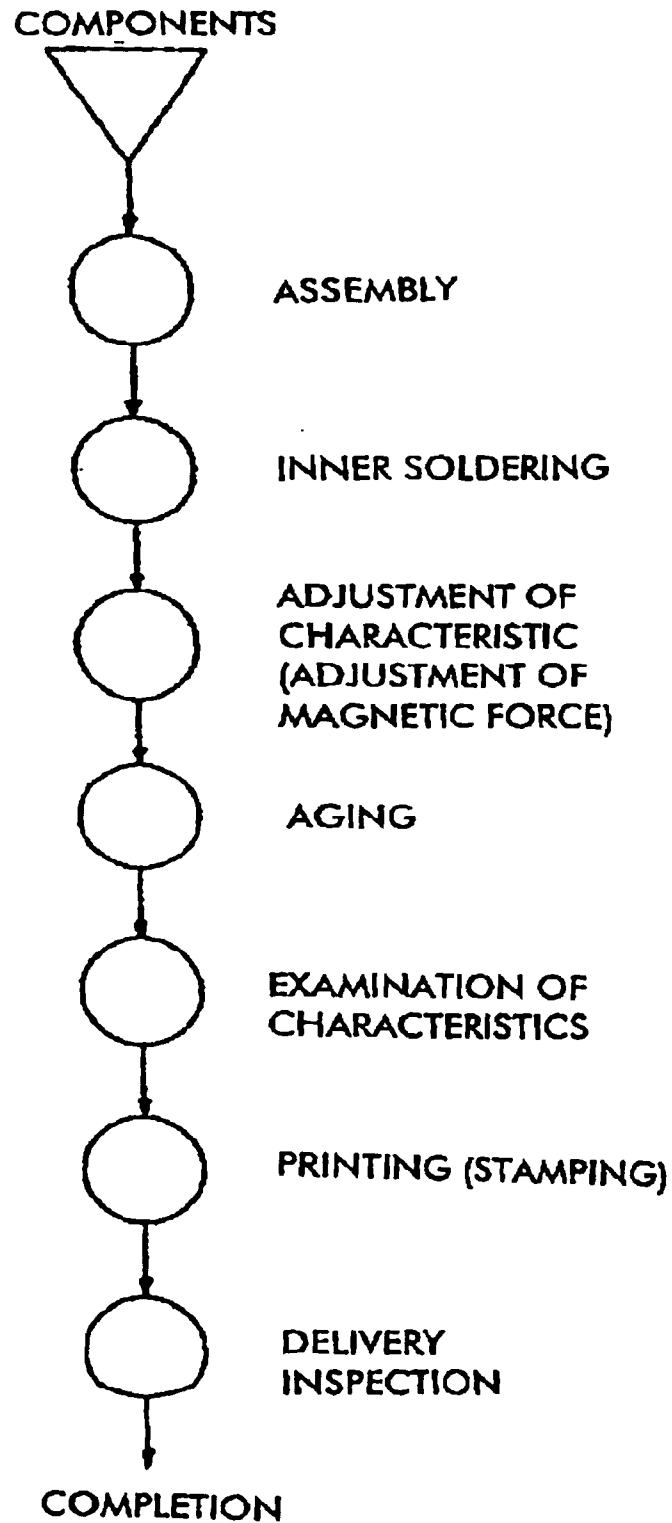 COMPONENTS
ASSEMBLY
INNER SOLDERING
ADJUSTMENT OF
CHARACTERISTIC
(ADJUSTMENT OF
MAGNETIC FORCE)
AGING
EXAMINATION OF
CHARACTERISTICS
PRINTING (STAMPING)
DELIVERY
INSPECTION
COMPLETION